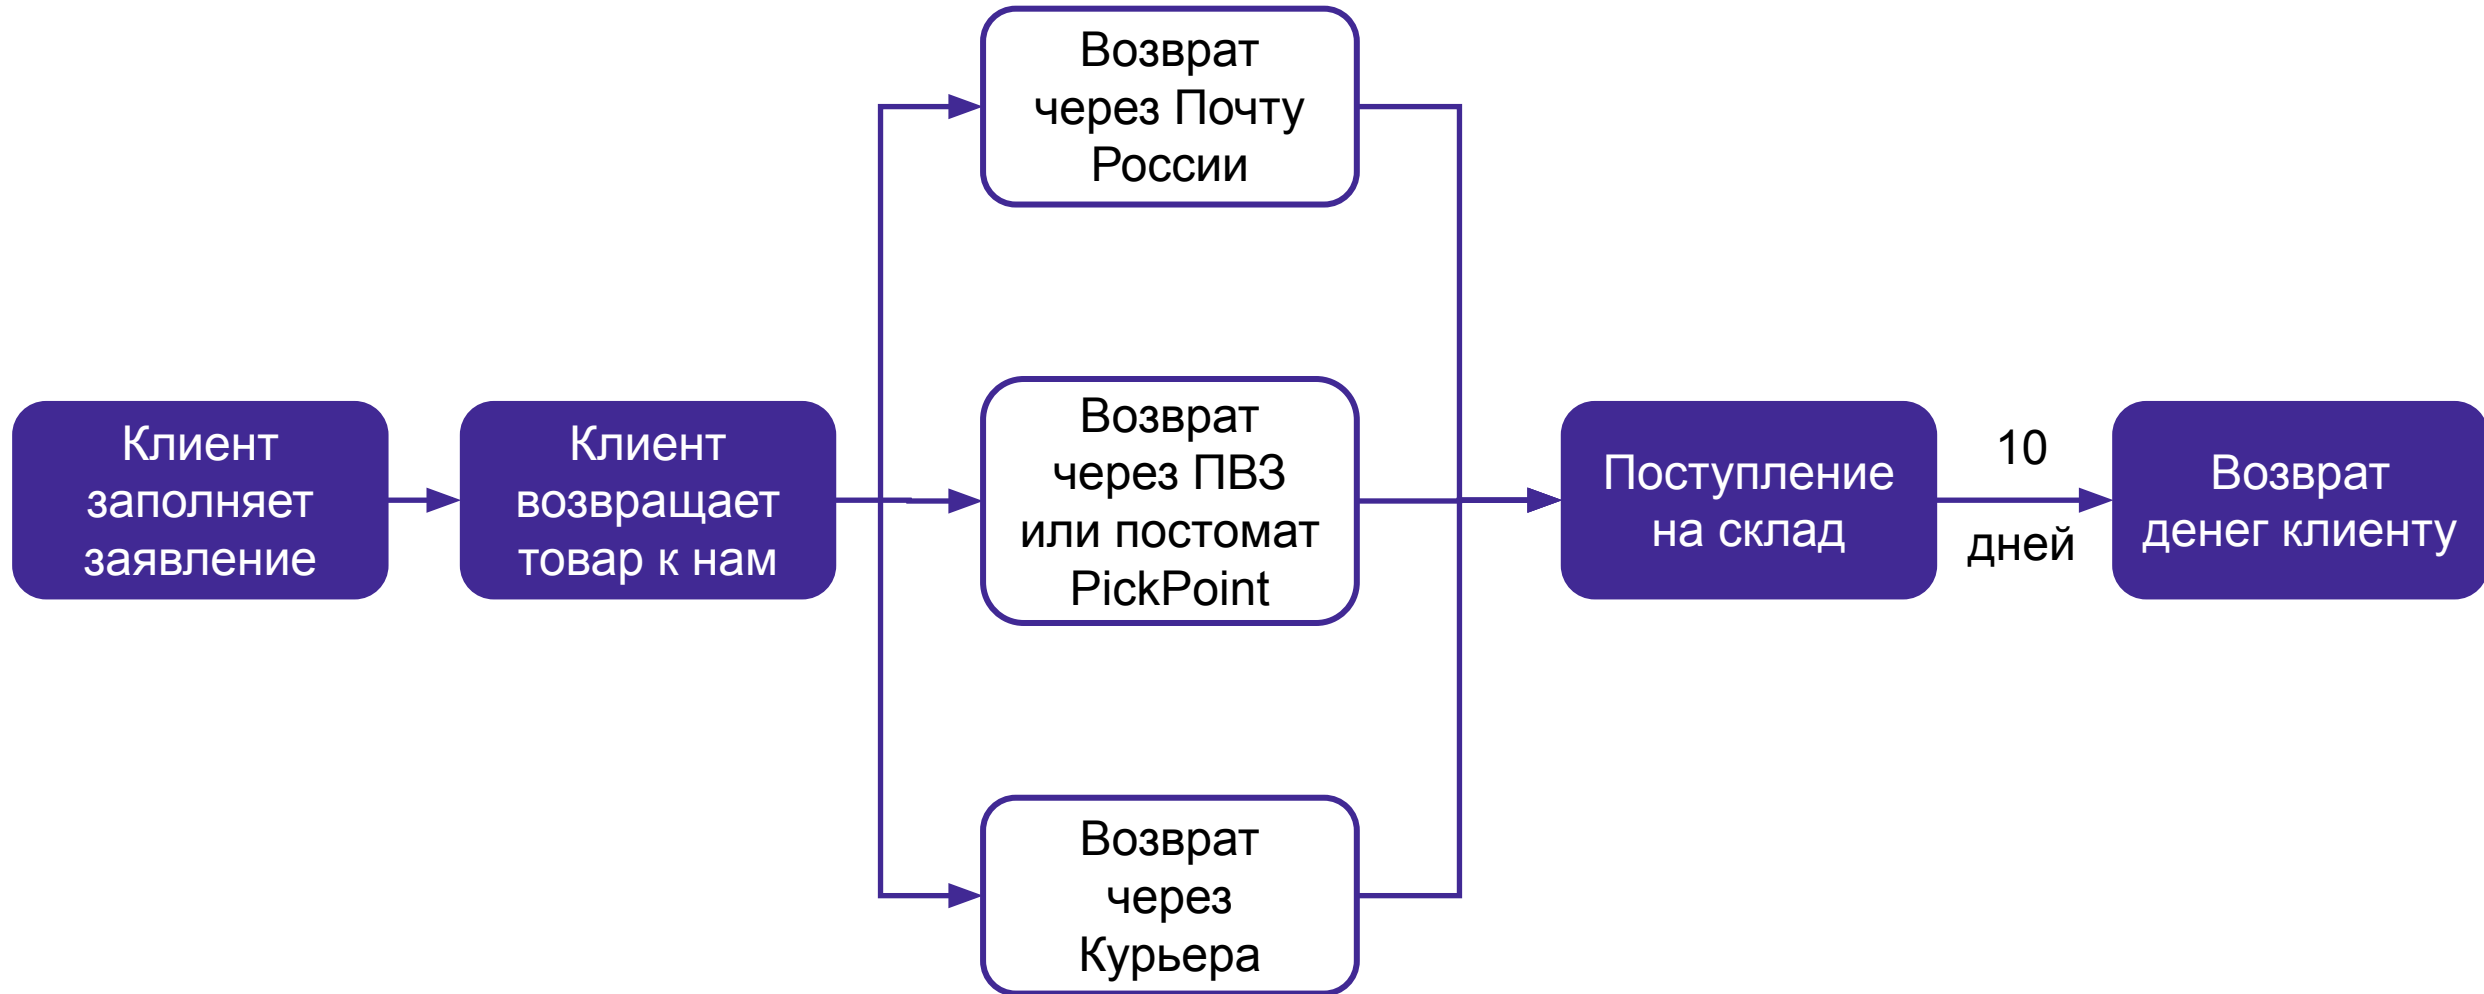 Клиент
заполняет
заявление
Клиент
возвращает
товар к нам
Возврат
через Почту
России
Возврат
через ПВЗ
или постомат
PickPoint
Возврат
через
Курьера
Поступление
на склад
10
дней
Возврат
денег клиенту